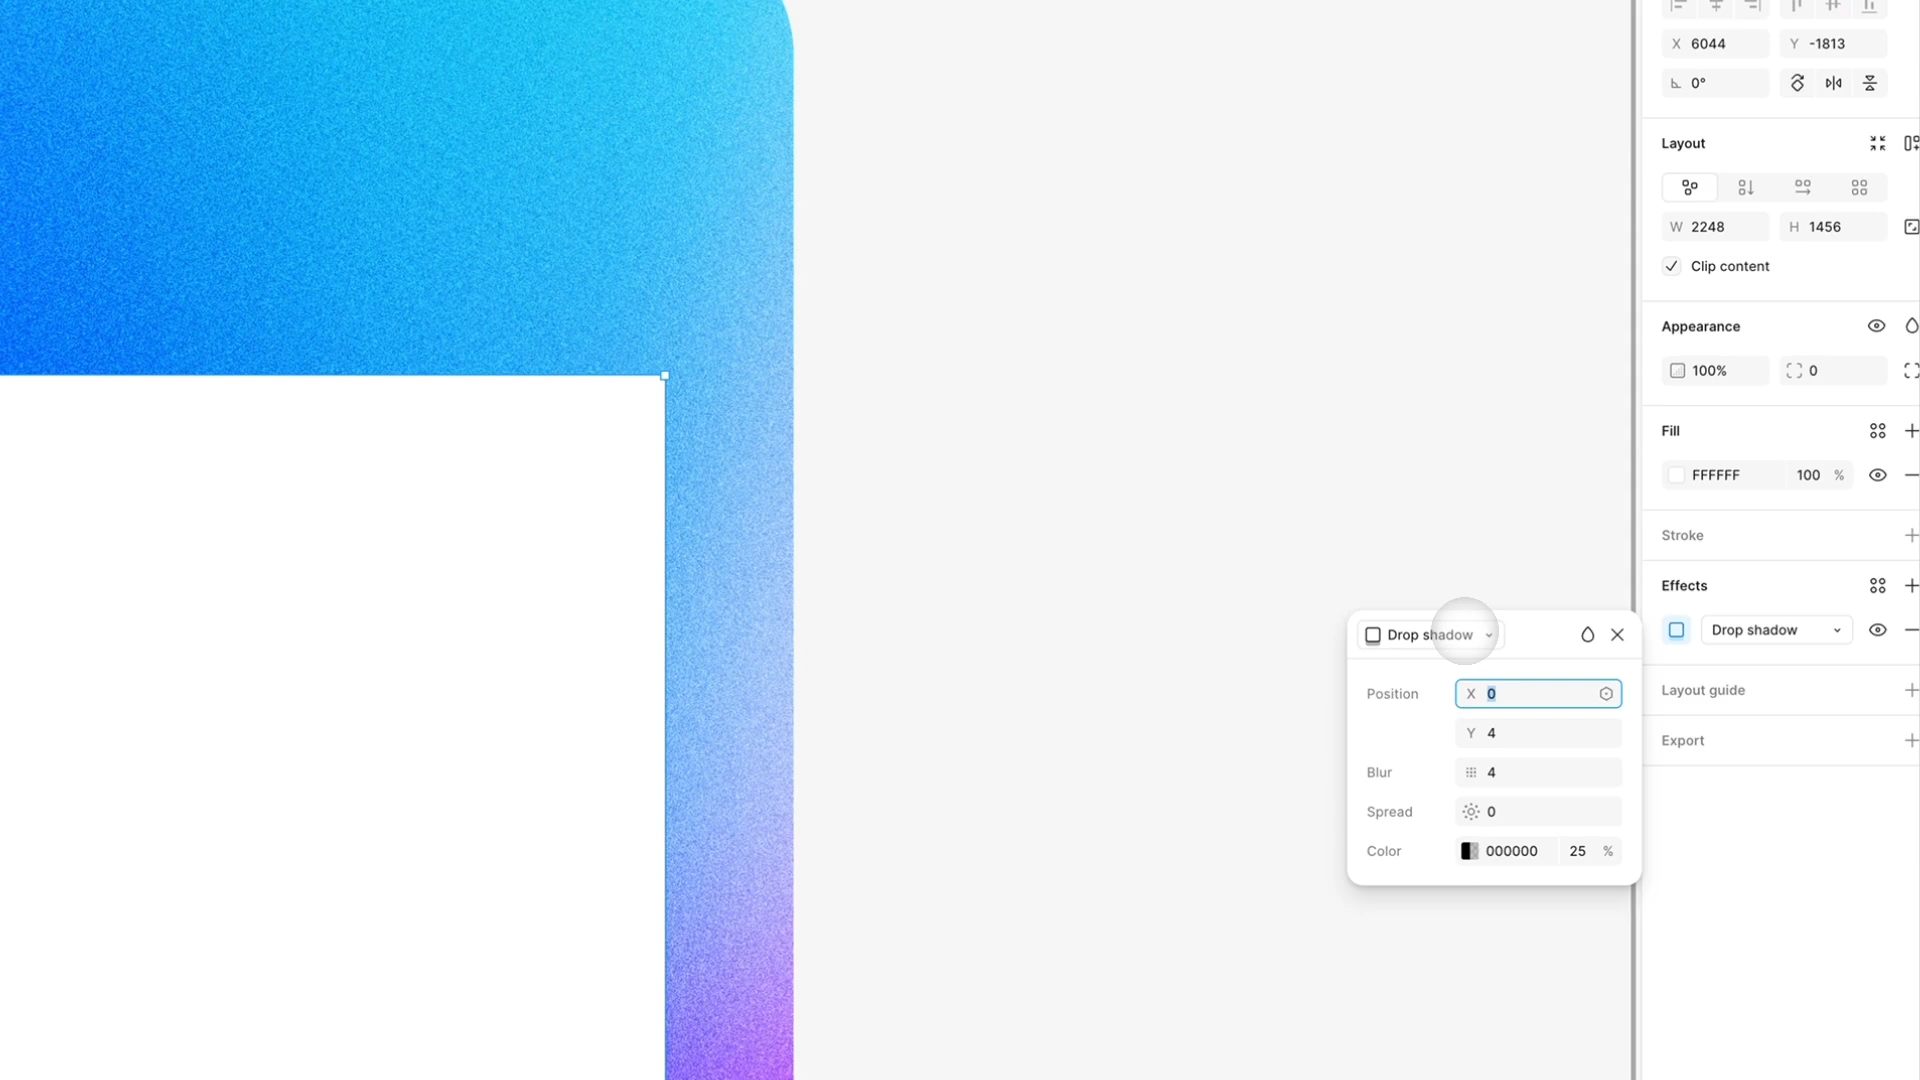 X 6044 Y -1813
0°
Layout
W 2248 H 1456
Clip content
Appearance
100% 0
Fill
FFFFFF 100 %
Stroke
Effects
Drop shadow
Layout guide
Export
Drop shadow
Position X 0
Y 4
Blur 4
Spread 0
Color 000000 25 %